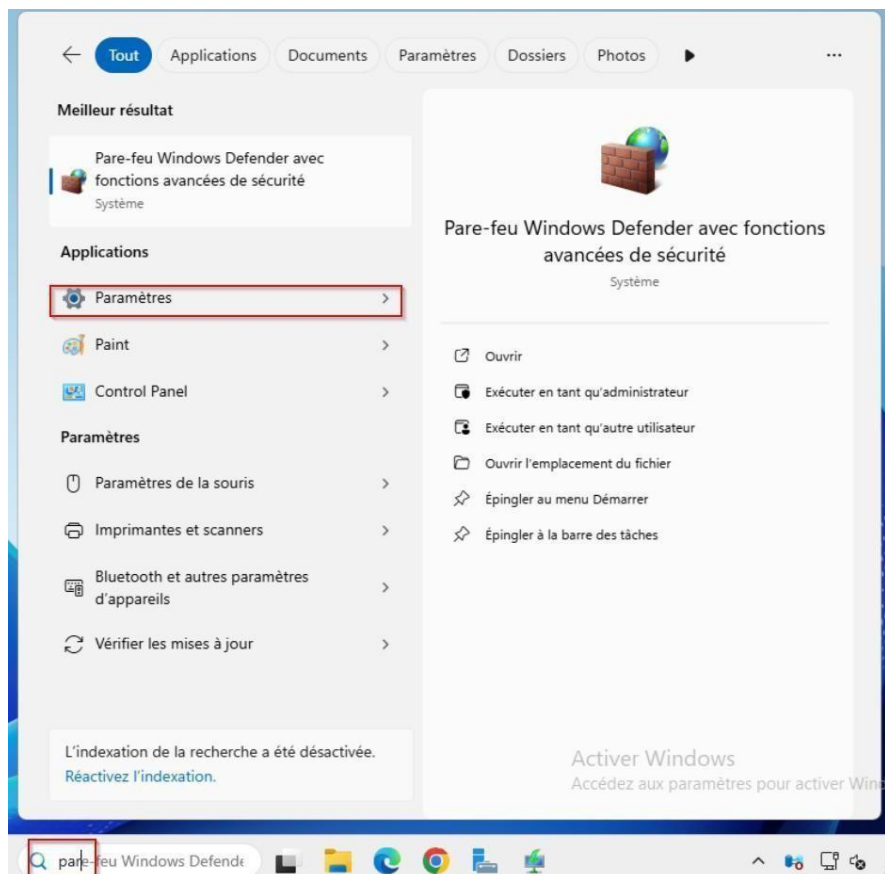 Tout Applications Documents Paramètres Dossiers Photos ...
Meilleur résultat
Pare-feu Windows Defender avec
fonctions avancées de sécurité
Système
Applications
Paramètres
Paint
Control Panel
Paramètres
Paramètres de la souris
Imprimantes et scanners
Bluetooth et autres paramètres
d'appareils
Vérifier les mises à jour
L'indexation de la recherche a été désactivée.
Réactivez l'indexation.
Pare-feu Windows Defender avec fonctions
avancées de sécurité
Système
Ouvrir
Exécuter en tant qu'administrateur
Exécuter en tant qu'autre utilisateur
Ouvrir l'emplacement du fichier
Épingler au menu Démarrer
Épingler à la barre des tâches
Activer Windows
Accédez aux paramètres pour activer Wind
pare-feu Windows Defende